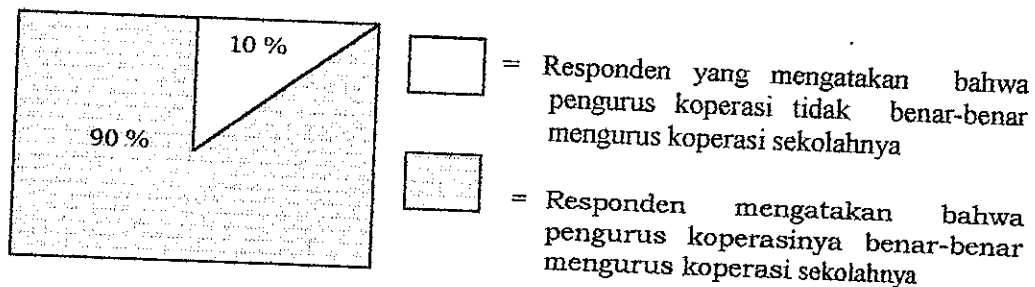 10 %
90 %
= Responden yang mengatakan bahwa
pengurus koperasi tidak benar-benar
mengurus koperasi sekolahnya
= Responden mengatakan bahwa
pengurus koperasinya benar-benar
mengurus koperasi sekolahnya